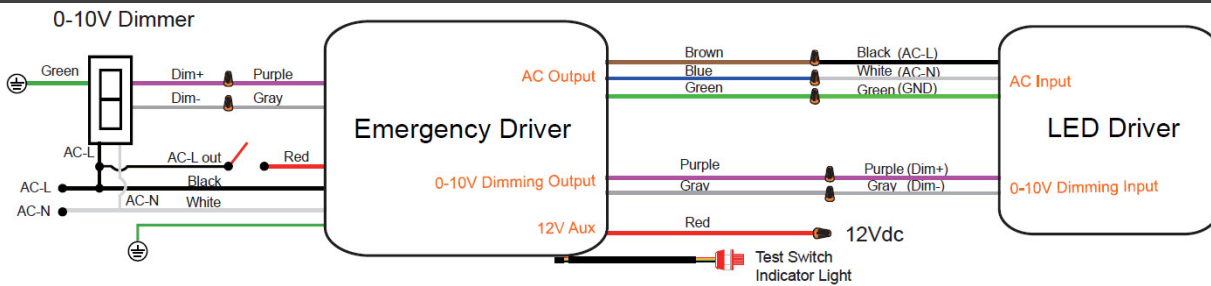 0-10V Dimmer
Green
Dim+
Purple
Dim-
Gray
AC-L
AC-L out
Red
AC-L
Black
AC-N
AC-N
White
Emergency Driver
AC Output
0-10V Dimming Output
12V Aux
Brown
Black (AC-L)
Blue
White (AC-N)
Green
Green (GND)
Purple
Purple (Dim+)
Gray
Gray (Dim-)
Red
12Vdc
Test Switch
Indicator Light
AC Input
LED Driver
0-10V Dimming Input